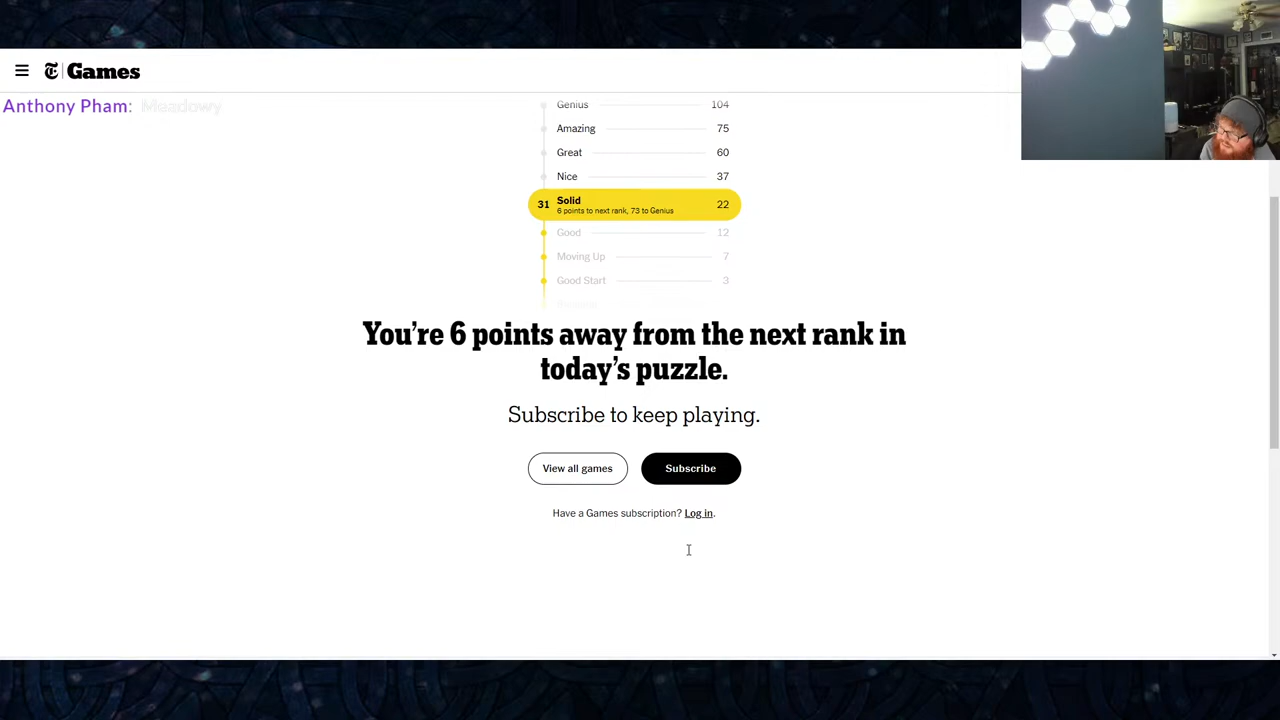 Games
Anthony Pham: Meadowy
Genius 104
Amazing 75
Great 60
Nice 37
31 Solid 22
6 points to next rank, 73 to Genius
Good 12
Moving Up 7
Good Start 3
You're 6 points away from the next rank in
today's puzzle.
Subscribe to keep playing.
View all games Subscribe
Have a Games subscription? Log in.